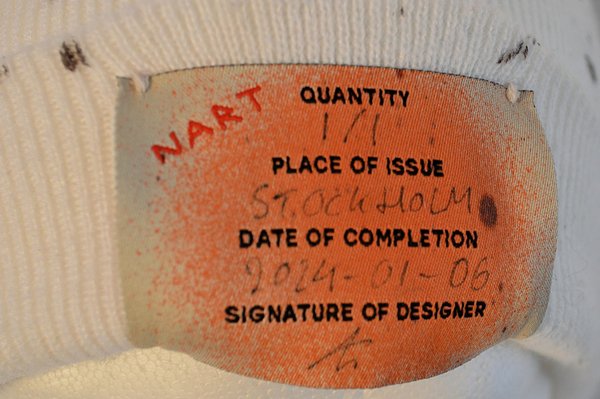 NART
QUANTITY
1/1
PLACE OF ISSUE
STOCKHOLM
DATE OF COMPLETION
2024-01-06
SIGNATURE OF DESIGNER